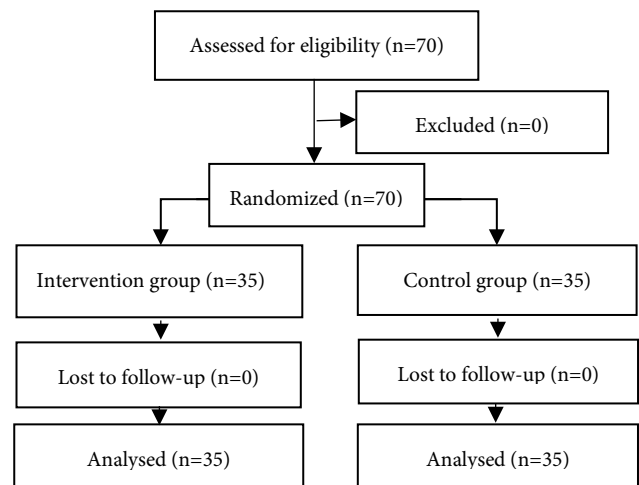 Assessed for eligibility (n=70)
Excluded (n=0)
Randomized (n=70)
Intervention group (n=35)
Control group (n=35)
Lost to follow-up (n=0)
Lost to follow-up (n=0)
Analysed (n=35)
Analysed (n=35)